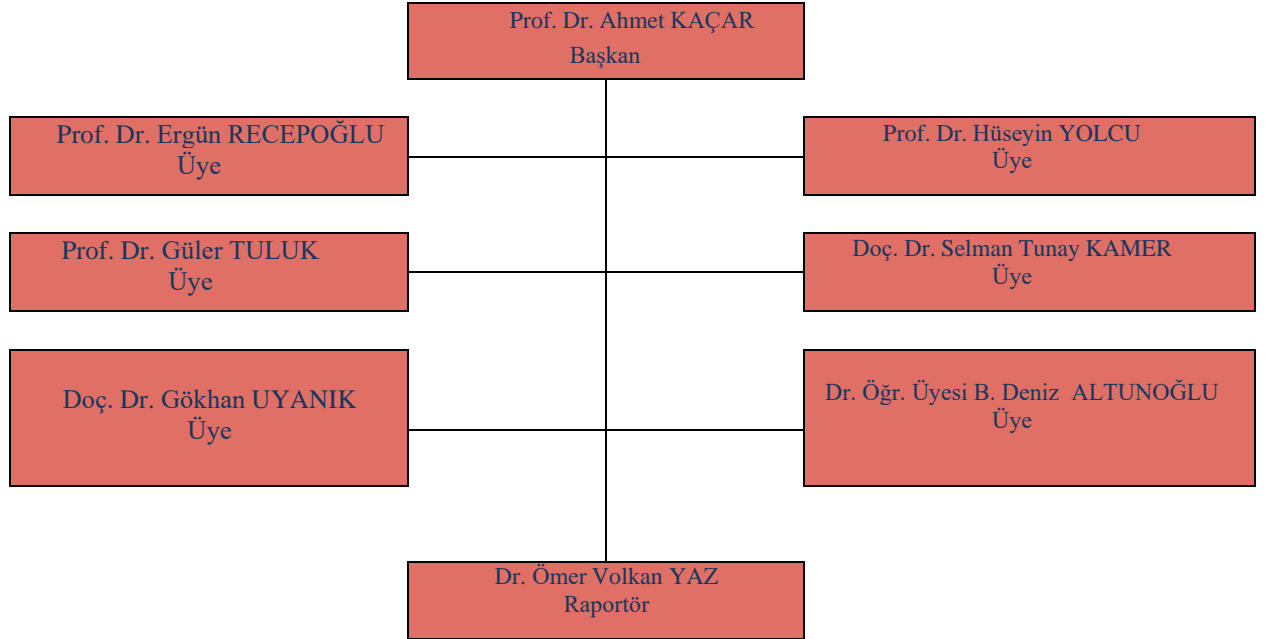 Prof. Dr. Ahmet KAÇAR
Başkan
Prof. Dr. Ergün RECEPOĞLU
Üye
Prof. Dr. Hüseyin YOLCU
Üye
Prof. Dr. Güler TULUK
Üye
Doç. Dr. Selman Tunay KAMER
Üye
Doç. Dr. Gökhan UYANIK
Üye
Dr. Öğr. Üyesi B. Deniz ALTUNOĞLU
Üye
Dr. Ömer Volkan YAZ
Raportör